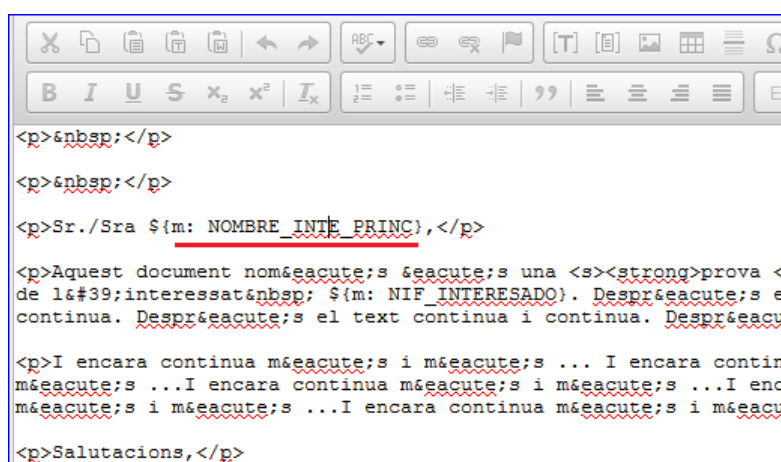 <p>&nbsp;</p>
<p>&nbsp;</p>
<p>Sr./Sra ${m: NOMBRE_INTE_PRINC},</p>
<p>Aquest document nom&eacute;s &eacute;s una <s><strong>prova <
de l&#39;interessat&nbsp; ${m: NIF_INTERESADO}. Despr&eacute;s e
continua. Despr&eacute;s el text continua i continua. Despr&eacu
<p>I encara continua m&eacute;s i m&eacute;s ... I encara contin
m&eacute;s ...I encara continua m&eacute;s i m&eacute;s ...I enc
m&eacute;s i m&eacute;s ...I encara continua m&eacute;s i m&eacu
<p>Salutacions,</p>